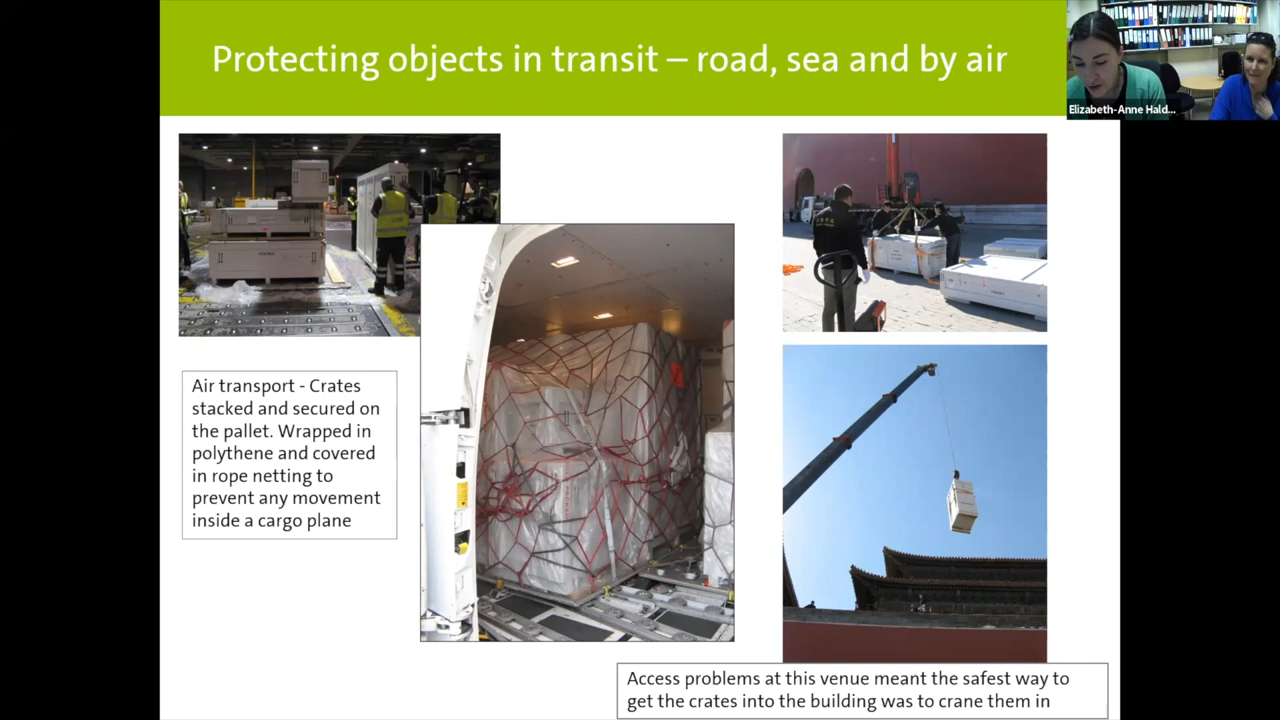 Protecting objects in transit – road, sea and by air
Elizabeth-Anne Hald...
Air transport - Crates
stacked and secured on
the pallet. Wrapped in
polythene and covered
in rope netting to
prevent any movement
inside a cargo plane
Access problems at this venue meant the safest way to
get the crates into the building was to crane them in